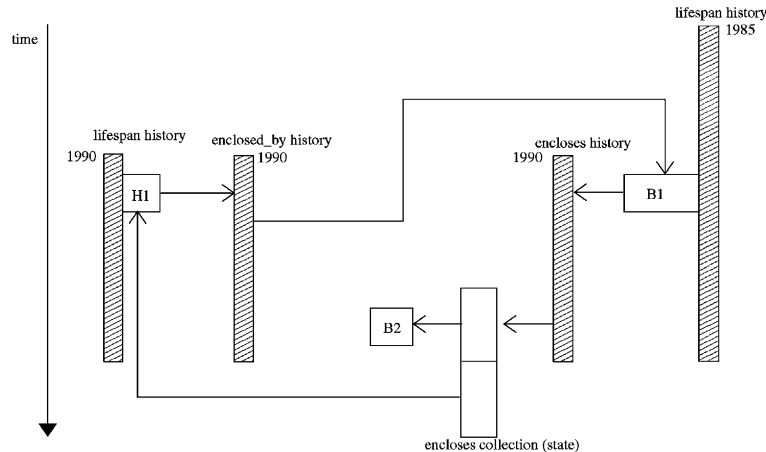 lifespan history
1985
time
lifespan history
1990
enclosed_by history
1990
encloses history
1990
H1
B1
B2
encloses collection (state)